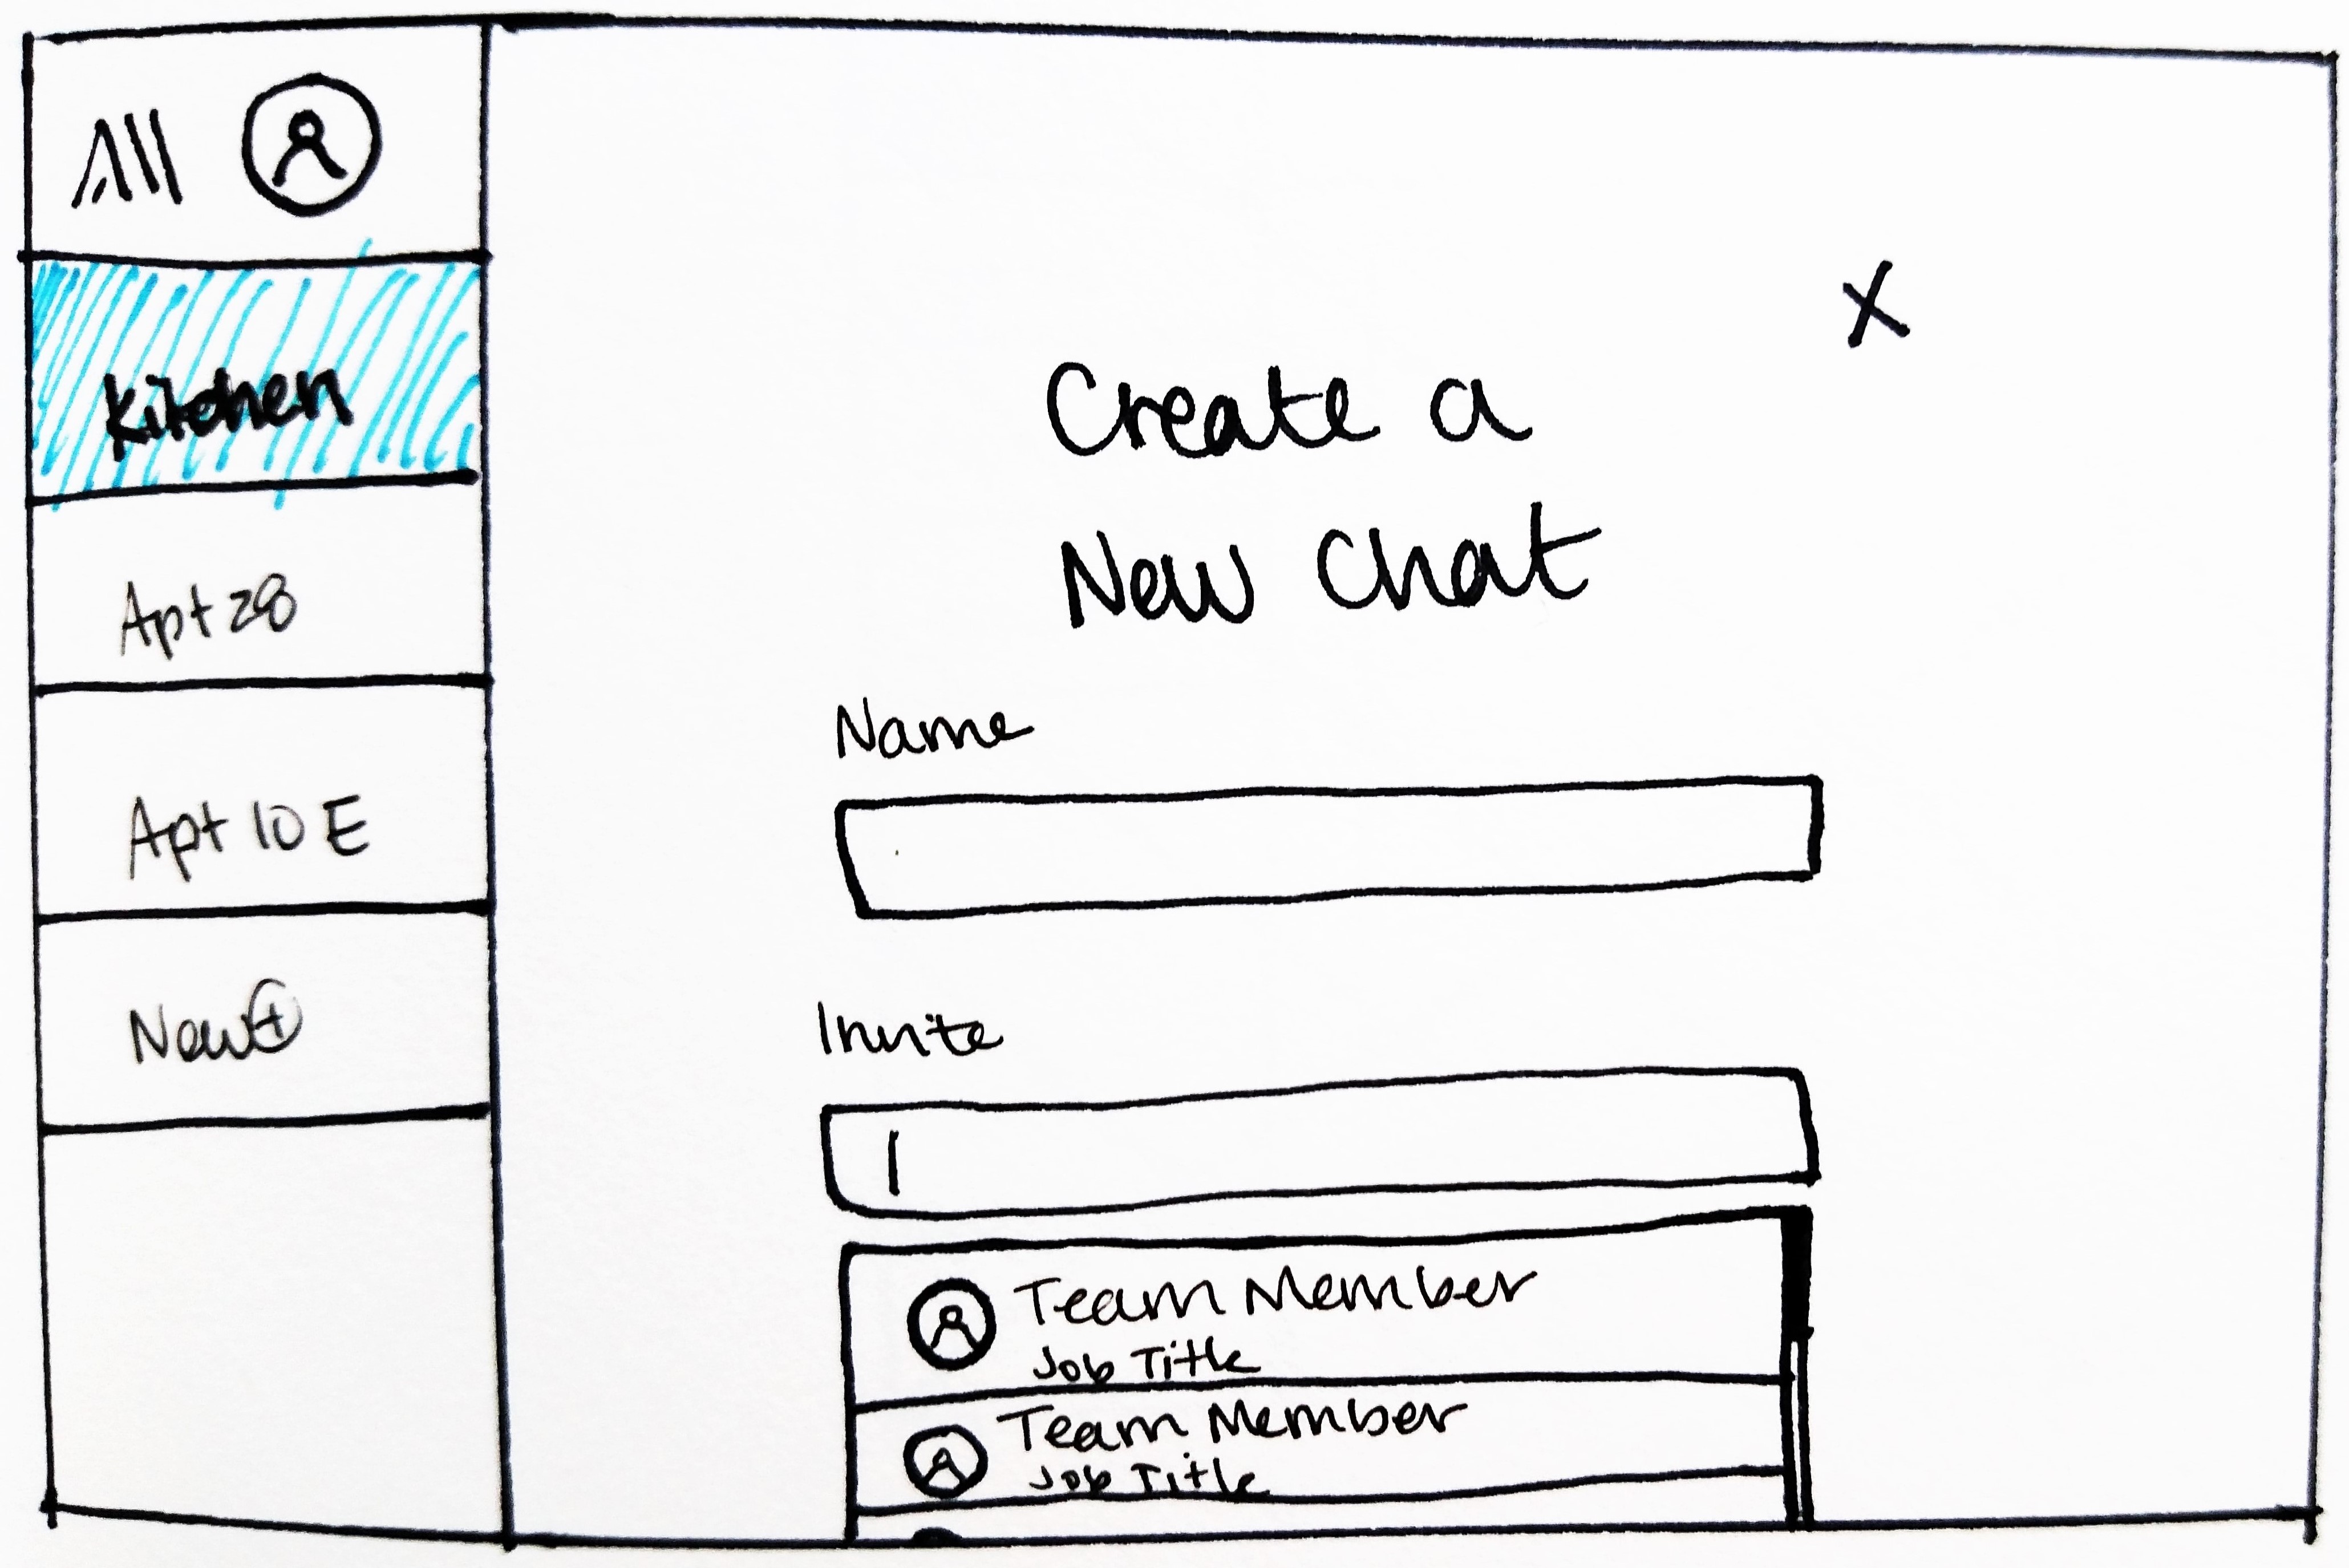 All
Kitchen
Apt 28
Apt 10 E
New +
X
Create a
New Chat
Name
Invite
Team Member
Job Title
Team Member
Job Title